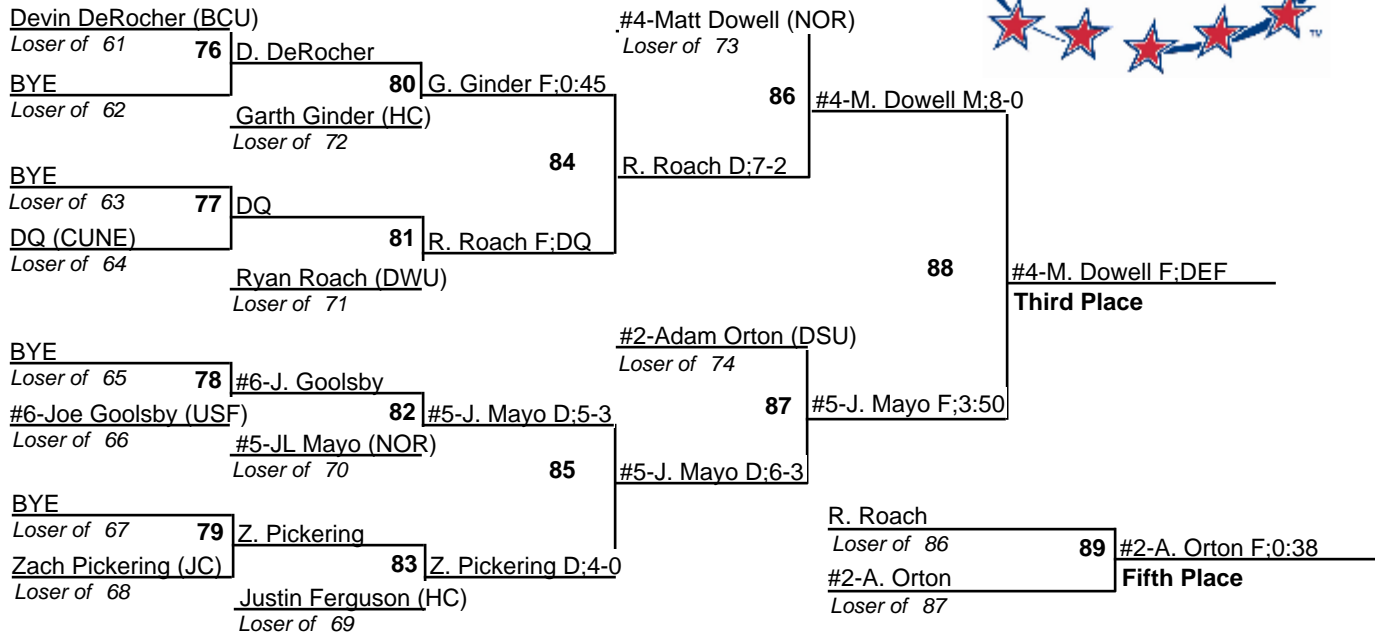 Devin DeRocher (BCU)
Loser of 61
76
D. DeRocher
BYE
Loser of 62
80
G. Ginder F;0:45
Garth Ginder (HC)
Loser of 72
84
R. Roach D;7-2
BYE
Loser of 63
77
DQ
DQ (CUNE)
Loser of 64
81
R. Roach F;DQ
Ryan Roach (DWU)
Loser of 71
#4-Matt Dowell (NOR)
Loser of 73
86
#4-M. Dowell M;8-0
88
#4-M. Dowell F;DEF
Third Place
BYE
Loser of 65
78
#6-J. Goolsby
#6-Joe Goolsby (USF)
Loser of 66
82
#5-J. Mayo D;5-3
#5-JL Mayo (NOR)
Loser of 70
85
#5-J. Mayo D;6-3
#2-Adam Orton (DSU)
Loser of 74
87
#5-J. Mayo F;3:50
BYE
Loser of 67
79
Z. Pickering
Zach Pickering (JC)
Loser of 68
83
Z. Pickering D;4-0
Justin Ferguson (HC)
Loser of 69
R. Roach
Loser of 86
89
#2-A. Orton F;0:38
#2-A. Orton
Fifth Place
Loser of 87
TM